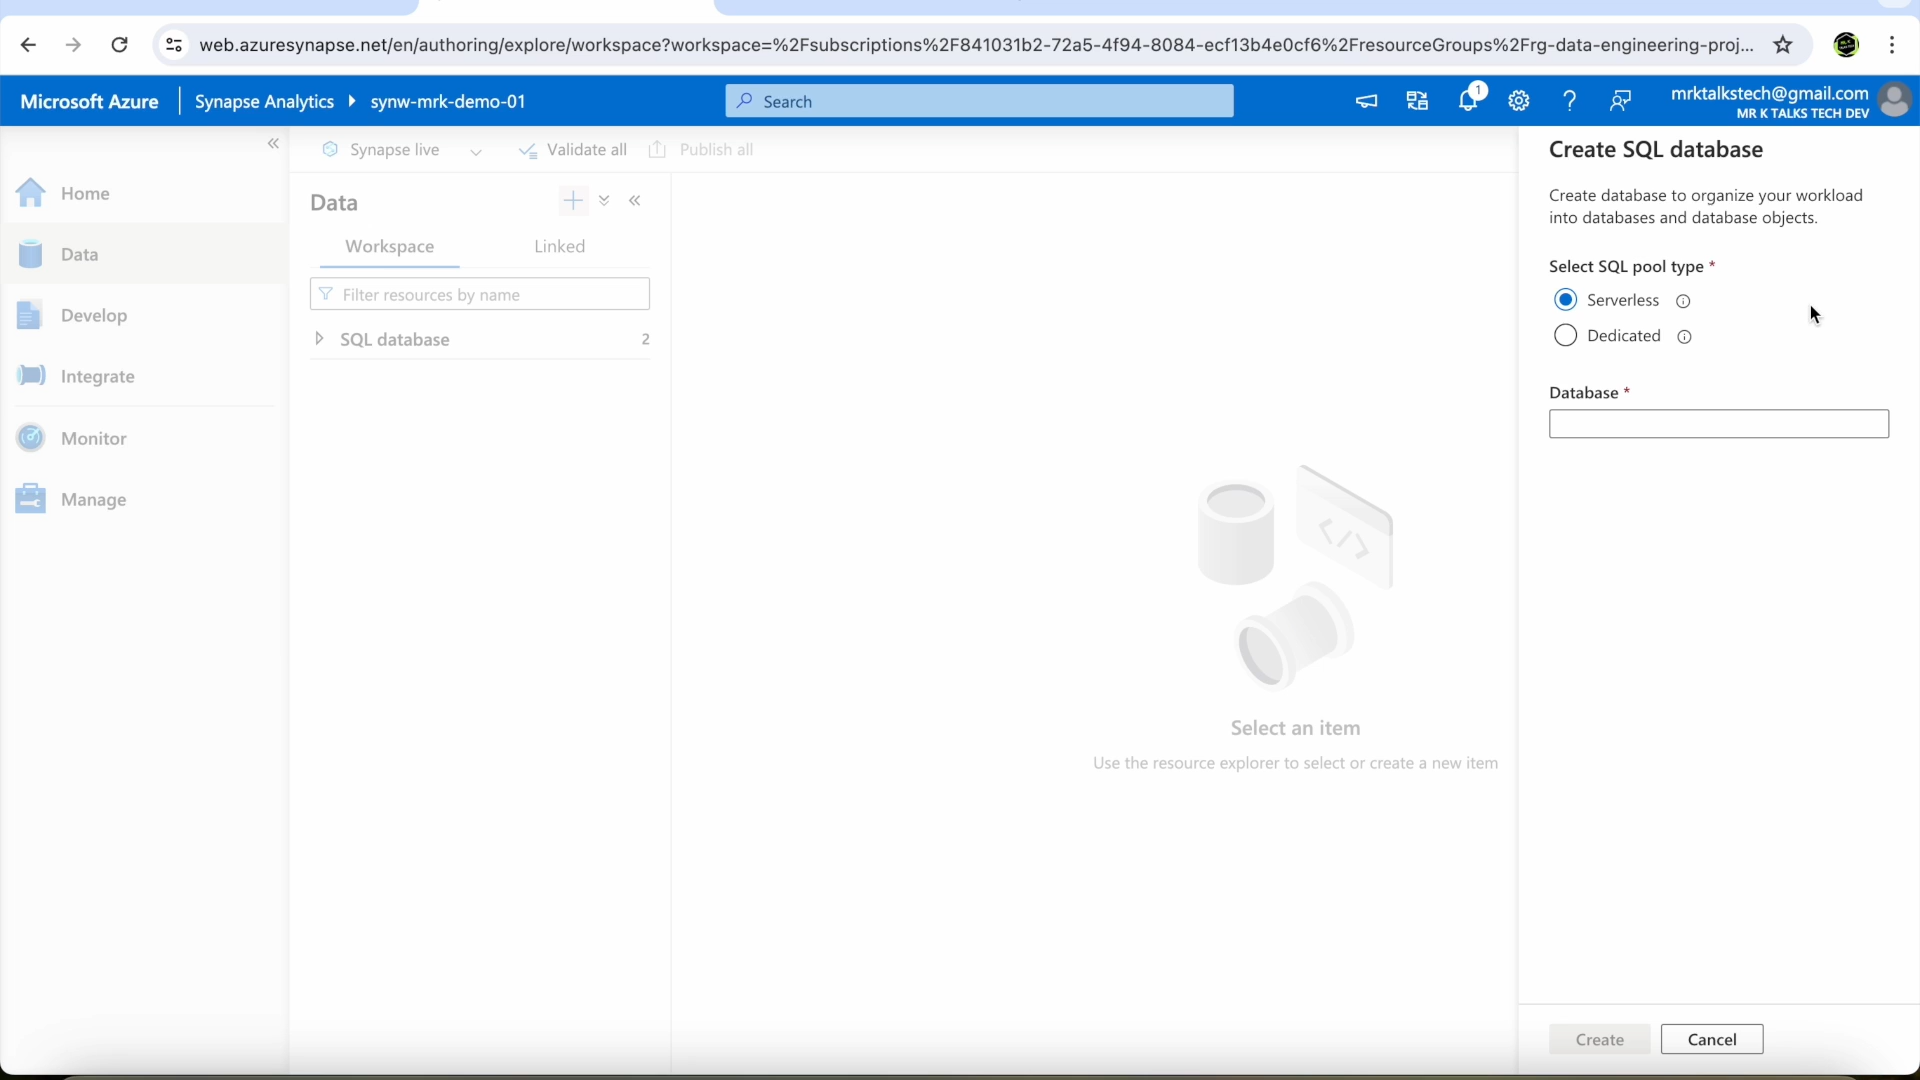 web.azuresynapse.net/en/authoring/explore/workspace?workspace=%2Fsubscriptions%2F841031b2-72a5-4f94-8084-ecf13b4e0cf6%2FresourceGroups%2Frg-data-engineering-proj...
Microsoft Azure
Synapse Analytics
synw-mrk-demo-01
Search
1
mrktalkstech@gmail.com
MR K TALKS TECH DEV
Home
Data
Develop
Integrate
Monitor
Manage
Synapse live
Validate all
Publish all
Data
Workspace
Linked
Filter resources by name
SQL database
2
Select an item
Use the resource explorer to select or create a new item
Create SQL database
Create database to organize your workload
into databases and database objects.
Select SQL pool type *
Serverless
Dedicated
Database *
Create
Cancel